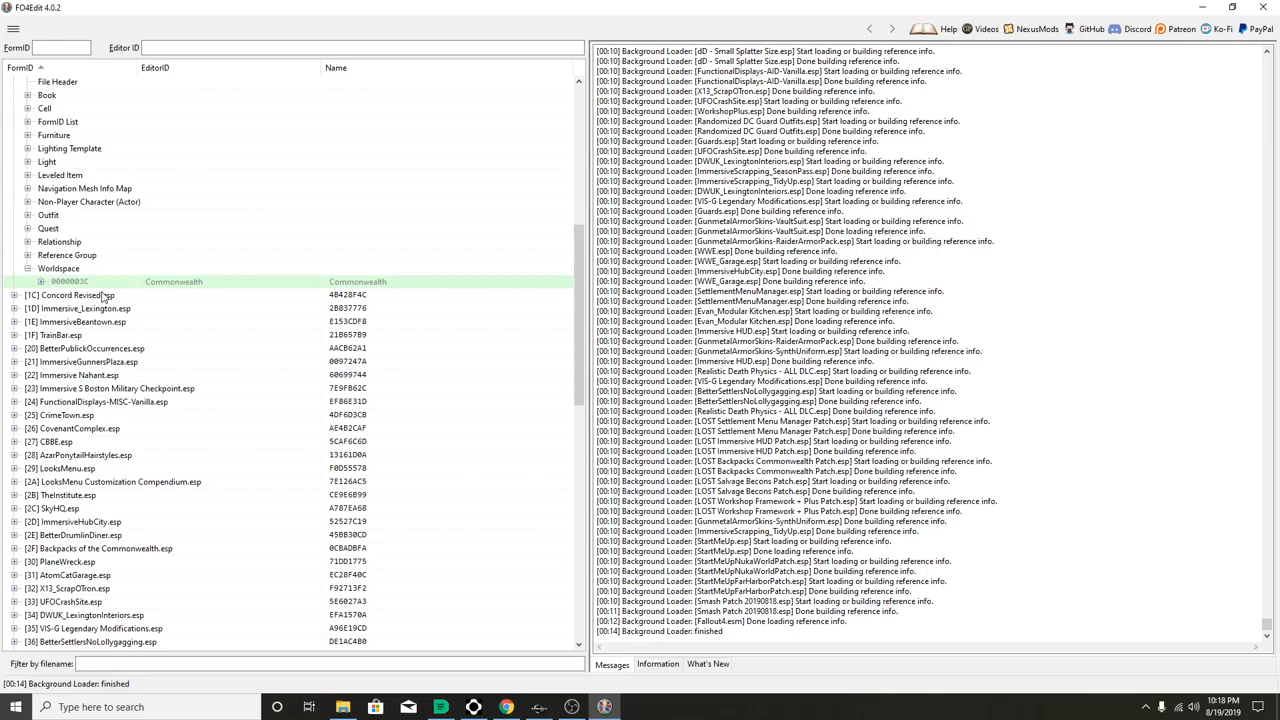 FO4Edit 4.0.2
Help Videos NexusMods GitHub Discord Patreon Ko-Fi PayPal
FormID Editor ID
FormID EditorID Name
File Header
Book
Cell
FormID List
Furniture
Lighting Template
Light
Leveled Item
Navigation Mesh Info Map
Non-Player Character (Actor)
Outfit
Quest
Relationship
Reference Group
Worldspace
0000003C Commonwealth Commonwealth
[1C] Concord Revised.esp 4B428F4C
[1D] Immersive_Lexington.esp 2B837776
[1E] ImmersiveBeantown.esp E153CDF8
[1F] TrainBar.esp 21B657B9
[20] BetterPublickOccurrences.esp AACB62A1
[21] ImmersiveGunnersPlaza.esp 0097247A
[22] Immersive Nahant.esp 60699744
[23] Immersive S Boston Military Checkpoint.esp 7E9FB62C
[24] FunctionalDisplays-MISC-Vanilla.esp EF86E31D
[25] CrimeTown.esp 4DF6D3CB
[26] CovenantComplex.esp AE4B2CAF
[27] CBBE.esp 5CAF6C6D
[28] AzarPonytailHairstyles.esp 13161D0A
[29] LooksMenu.esp F0D55578
[2A] LooksMenu Customization Compendium.esp 7E126AC5
[2B] TheInstitute.esp CE9E6B99
[2C] SkyHQ.esp A787EA68
[2D] ImmersiveHubCity.esp 52527C19
[2E] BetterDrumlinDiner.esp 45BB30CD
[2F] Backpacks of the Commonwealth.esp 0CBADBFA
[30] PlaneWreck.esp 71DD1775
[31] AtomCatGarage.esp EC28F40C
[32] X13_ScrapOTron.esp F92713F2
[33] UFOCrashSite.esp 5E6027A3
[34] DWUK_LexingtonInteriors.esp EFA1570A
[35] VIS-G Legendary Modifications.esp A96E19CD
[36] BetterSettlersNoLollygagging.esp DE1AC4B0
Filter by filename:
[00:14] Background Loader: finished
[00:10] Background Loader: [dD - Small Splatter Size.esp] Start loading or building reference info.
[00:10] Background Loader: [dD - Small Splatter Size.esp] Done building reference info.
[00:10] Background Loader: [FunctionalDisplays-AID-Vanilla.esp] Start loading or building reference info.
[00:10] Background Loader: [FunctionalDisplays-AID-Vanilla.esp] Done building reference info.
[00:10] Background Loader: [X13_ScrapOTron.esp] Done building reference info.
[00:10] Background Loader: [UFOCrashSite.esp] Start loading or building reference info.
[00:10] Background Loader: [WorkshopPlus.esp] Done building reference info.
[00:10] Background Loader: [Randomized DC Guard Outfits.esp] Start loading or building reference info.
[00:10] Background Loader: [Randomized DC Guard Outfits.esp] Done building reference info.
[00:10] Background Loader: [Guards.esp] Start loading or building reference info.
[00:10] Background Loader: [UFOCrashSite.esp] Done building reference info.
[00:10] Background Loader: [DWUK_LexingtonInteriors.esp] Start loading or building reference info.
[00:10] Background Loader: [ImmersiveScrapping_SeasonPass.esp] Done building reference info.
[00:10] Background Loader: [ImmersiveScrapping_TidyUp.esp] Start loading or building reference info.
[00:10] Background Loader: [DWUK_LexingtonInteriors.esp] Done loading reference info.
[00:10] Background Loader: [VIS-G Legendary Modifications.esp] Start loading or building reference info.
[00:10] Background Loader: [Guards.esp] Done building reference info.
[00:10] Background Loader: [GunmetalArmorSkins-VaultSuit.esp] Start loading or building reference info.
[00:10] Background Loader: [GunmetalArmorSkins-VaultSuit.esp] Done loading reference info.
[00:10] Background Loader: [GunmetalArmorSkins-RaiderArmorPack.esp] Start loading or building reference info.
[00:10] Background Loader: [WWE.esp] Done building reference info.
[00:10] Background Loader: [WWE_Garage.esp] Start loading or building reference info.
[00:10] Background Loader: [ImmersiveHubCity.esp] Done building reference info.
[00:10] Background Loader: [WWE_Garage.esp] Done building reference info.
[00:10] Background Loader: [SettlementMenuManager.esp] Start loading or building reference info.
[00:10] Background Loader: [SettlementMenuManager.esp] Done building reference info.
[00:10] Background Loader: [Evan_Modular Kitchen.esp] Start loading or building reference info.
[00:10] Background Loader: [Evan_Modular Kitchen.esp] Done building reference info.
[00:10] Background Loader: [Immersive HUD.esp] Start loading or building reference info.
[00:10] Background Loader: [GunmetalArmorSkins-RaiderArmorPack.esp] Done building reference info.
[00:10] Background Loader: [GunmetalArmorSkins-SynthUniform.esp] Start loading or building reference info.
[00:10] Background Loader: [Immersive HUD.esp] Done building reference info.
[00:10] Background Loader: [Realistic Death Physics - ALL DLC.esp] Start loading or building reference info.
[00:10] Background Loader: [VIS-G Legendary Modifications.esp] Done building reference info.
[00:10] Background Loader: [BetterSettlersNoLollygagging.esp] Start loading or building reference info.
[00:10] Background Loader: [Realistic Death Physics - ALL DLC.esp] Done building reference info.
[00:10] Background Loader: [LOST Settlement Menu Manager Patch.esp] Start loading or building reference info.
[00:10] Background Loader: [LOST Settlement Menu Manager Patch.esp] Done building reference info.
[00:10] Background Loader: [LOST Immersive HUD Patch.esp] Start loading or building reference info.
[00:10] Background Loader: [LOST Immersive HUD Patch.esp] Done building reference info.
[00:10] Background Loader: [LOST Backpacks Commonwealth Patch.esp] Start loading or building reference info.
[00:10] Background Loader: [LOST Backpacks Commonwealth Patch.esp] Done building reference info.
[00:10] Background Loader: [LOST Salvage Becons Patch.esp] Start loading or building reference info.
[00:10] Background Loader: [LOST Salvage Becons Patch.esp] Done building reference info.
[00:10] Background Loader: [LOST Workshop Framework + Plus Patch.esp] Start loading or building reference info.
[00:10] Background Loader: [LOST Workshop Framework + Plus Patch.esp] Done building reference info.
[00:10] Background Loader: [GunmetalArmorSkins-SynthUniform.esp] Done building reference info.
[00:10] Background Loader: [ImmersiveScrapping_TidyUp.esp] Done building reference info.
[00:10] Background Loader: [StartMeUp.esp] Start loading or building reference info.
[00:10] Background Loader: [StartMeUp.esp] Done loading reference info.
[00:10] Background Loader: [StartMeUpNukaWorldPatch.esp] Start loading or building reference info.
[00:10] Background Loader: [StartMeUpNukaWorldPatch.esp] Done building reference info.
[00:10] Background Loader: [StartMeUpFarHarborPatch.esp] Start loading or building reference info.
[00:10] Background Loader: [StartMeUpFarHarborPatch.esp] Done building reference info.
[00:10] Background Loader: [Smash Patch 20190818.esp] Start loading or building reference info.
[00:11] Background Loader: [Smash Patch 20190818.esp] Done building reference info.
[00:12] Background Loader: [Fallout4.esm] Done loading reference info.
[00:14] Background Loader: finished
Messages Information What's New
Type here to search
10:18 PM
8/19/2019